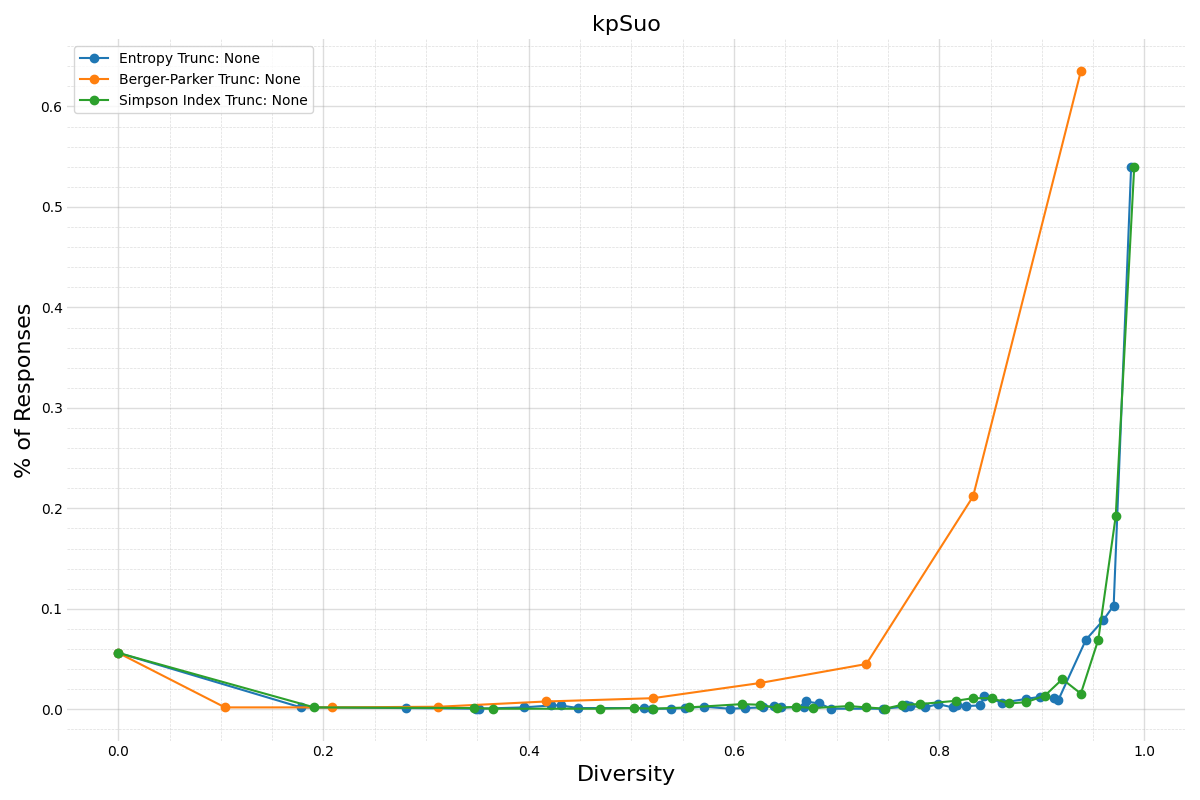 kpSuo
Entropy Trunc: None
Berger-Parker Trunc: None
Simpson Index Trunc: None
% of Responses
0.6
0.5
0.4
0.3
0.2
0.1
0.0
0.0 0.2 0.4 0.6 0.8 1.0
Diversity